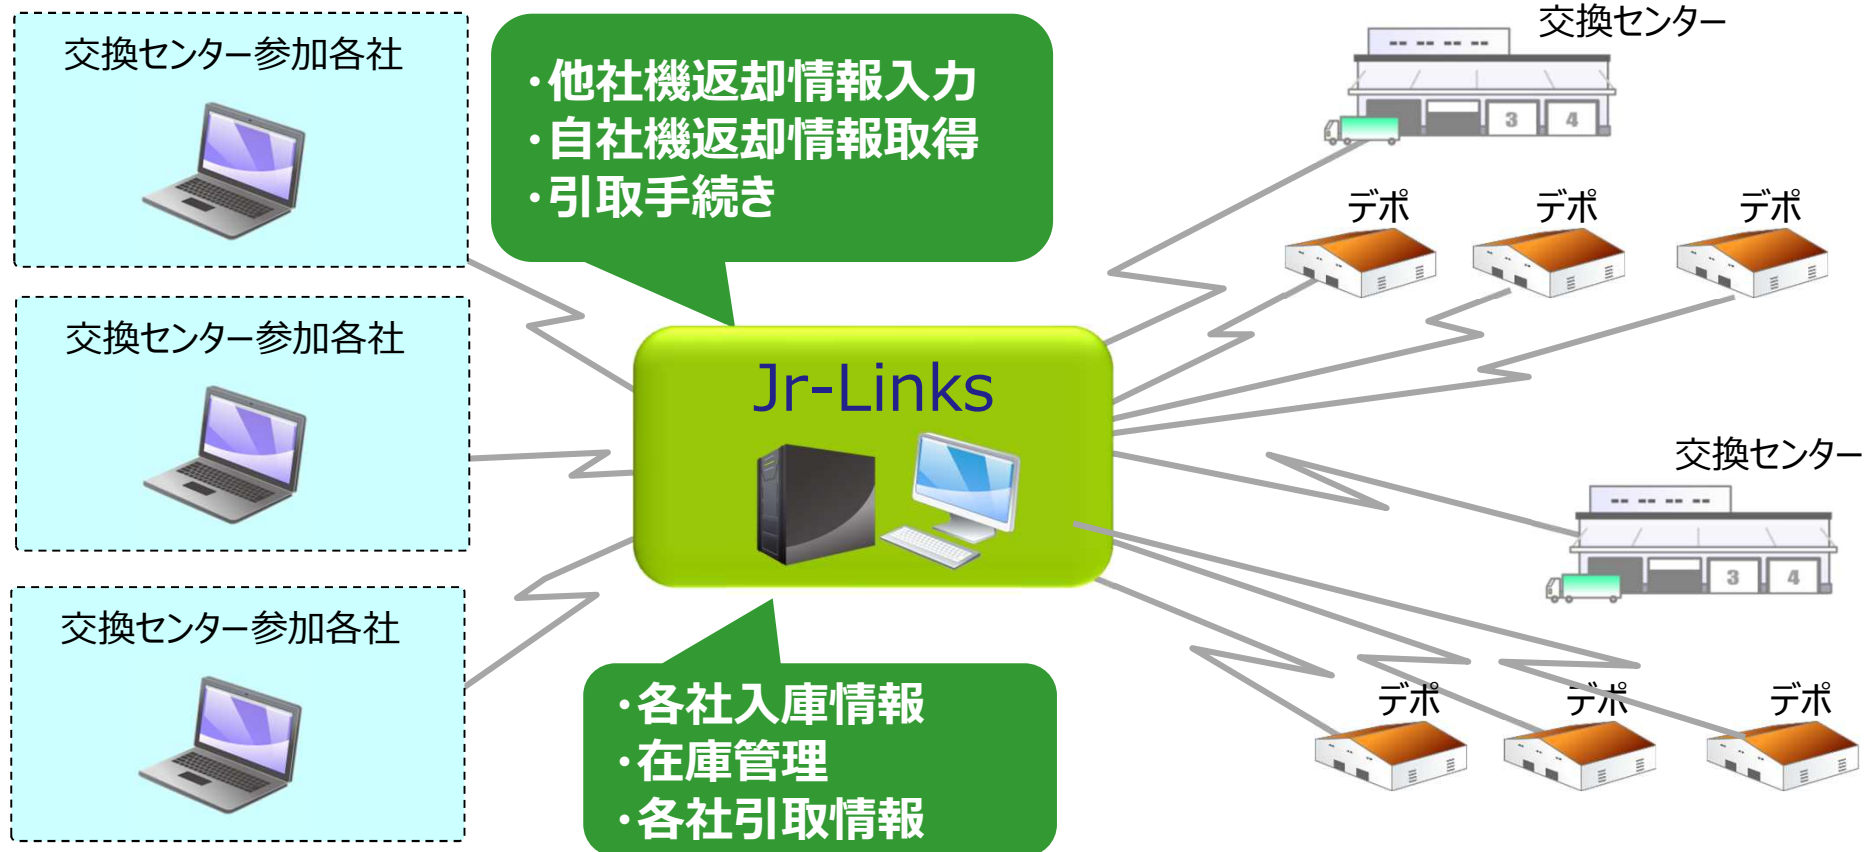 交換センター参加各社
・他社機返却情報入力
・自社機返却情報取得
・引取手続き
交換センター
3 4
デポ デポ デポ
交換センター参加各社
Jr-Links
交換センター
3 4
交換センター参加各社
・各社入庫情報
・在庫管理
・各社引取情報
デポ デポ デポ